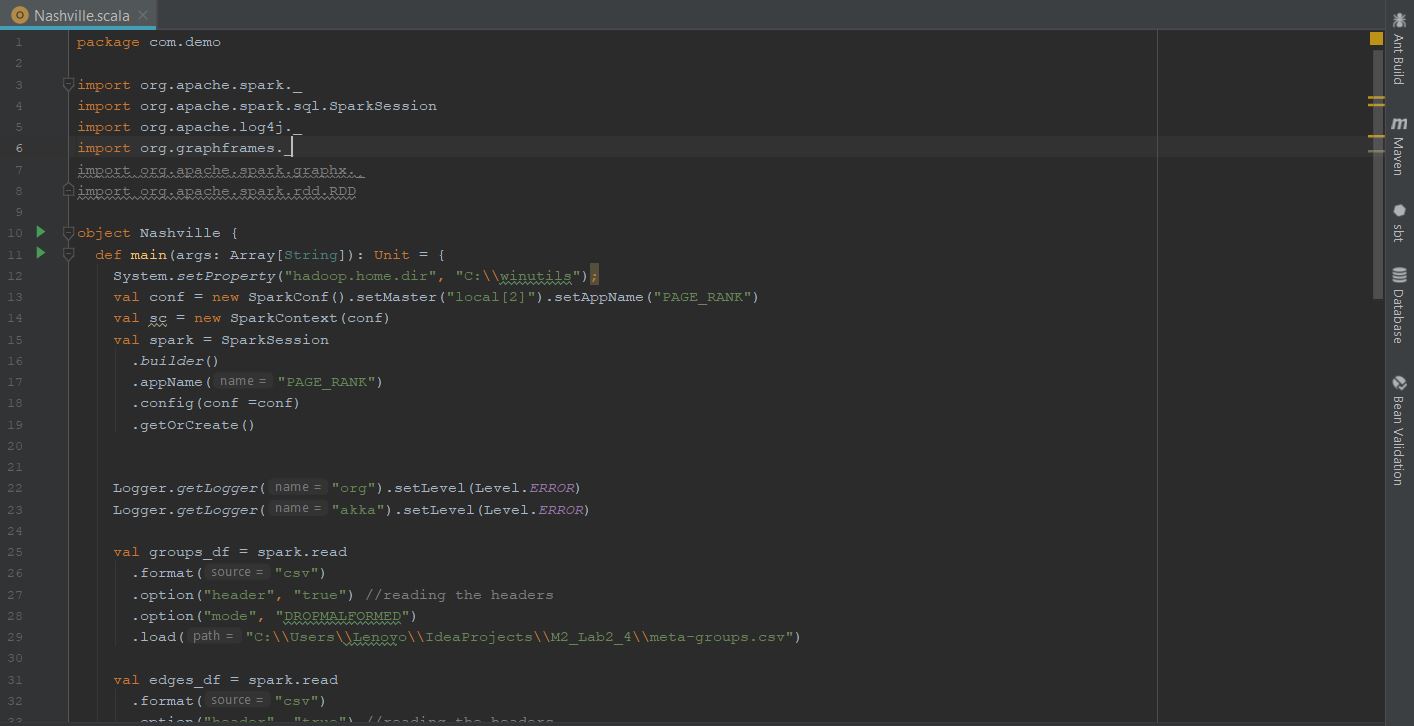 Nashville.scala
1 package com.demo
2
3 import org.apache.spark._
4 import org.apache.spark.sql.SparkSession
5 import org.apache.log4j._
6 import org.graphframes._
7 import org.apache.spark.graphx._
8 import org.apache.spark.rdd.RDD
9
10 object Nashville {
11   def main(args: Array[String]): Unit = {
12     System.setProperty("hadoop.home.dir", "C:\\winutils");
13     val conf = new SparkConf().setMaster("local[2]").setAppName("PAGE_RANK")
14     val sc = new SparkContext(conf)
15     val spark = SparkSession
16       .builder()
17       .appName( name = "PAGE_RANK")
18       .config(conf =conf)
19       .getOrCreate()
20
21
22     Logger.getLogger( name = "org").setLevel(Level.ERROR)
23     Logger.getLogger( name = "akka").setLevel(Level.ERROR)
24
25     val groups_df = spark.read
26       .format( source = "csv")
27       .option("header", "true") //reading the headers
28       .option("mode", "DROPMALFORMED")
29       .load( path = "C:\\Users\\Lenovo\\IdeaProjects\\M2_Lab2_4\\meta-groups.csv")
30
31     val edges_df = spark.read
32       .format( source = "csv")
33       .option("header", "true") //reading the headers
Ant Build
m Maven
sbt
Database
Bean Validation